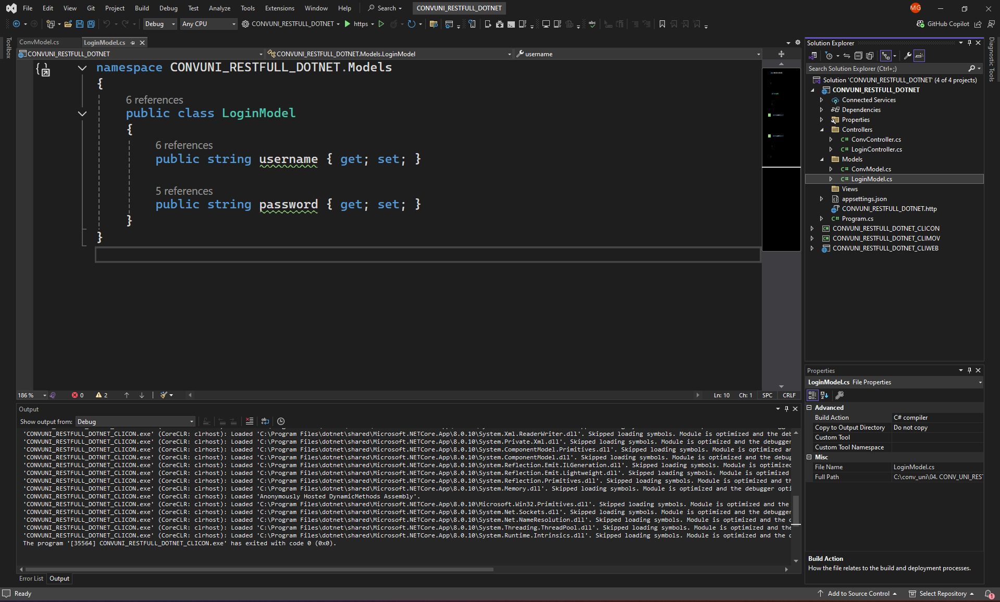 File Edit View Git Project Build Debug Test Analyze Tools Extensions Window Help Search CONVUNI_RESTFULL_DOTNET MG
Debug Any CPU CONVUNI_RESTFULL_DOTNET https GitHub Copilot
Toolbox
ConvModel.cs LoginModel.cs
CONVUNI_RESTFULL_DOTNET CONVUNI_RESTFULL_DOTNET.Models.LoginModel username
namespace CONVUNI_RESTFULL_DOTNET.Models
{
6 references
public class LoginModel
{
6 references
public string username { get; set; }
5 references
public string password { get; set; }
}
}
186 % 0 2 Ln: 10 Ch: 1 SPC CRLF
Output
Show output from: Debug
'CONVUNI_RESTFULL_DOTNET_CLICON.exe' (CoreCLR: clrhost): Loaded 'C:\Program Files\dotnet\shared\Microsoft.NETCore.App\8.0.10\System.Xml.ReaderWriter.dll'. Skipped loading symbols. Module is optimized and the deb
'CONVUNI_RESTFULL_DOTNET_CLICON.exe' (CoreCLR: clrhost): Loaded 'C:\Program Files\dotnet\shared\Microsoft.NETCore.App\8.0.10\System.Private.Xml.dll'. Skipped loading symbols. Module is optimized and the debugger
'CONVUNI_RESTFULL_DOTNET_CLICON.exe' (CoreCLR: clrhost): Loaded 'C:\Program Files\dotnet\shared\Microsoft.NETCore.App\8.0.10\System.ComponentModel.Primitives.dll'. Skipped loading symbols. Module is optimized an
'CONVUNI_RESTFULL_DOTNET_CLICON.exe' (CoreCLR: clrhost): Loaded 'C:\Program Files\dotnet\shared\Microsoft.NETCore.App\8.0.10\System.ComponentModel.dll'. Skipped loading symbols. Module is optimized and the debug
'CONVUNI_RESTFULL_DOTNET_CLICON.exe' (CoreCLR: clrhost): Loaded 'C:\Program Files\dotnet\shared\Microsoft.NETCore.App\8.0.10\System.Reflection.Emit.ILGeneration.dll'. Skipped loading symbols. Module is optimized
'CONVUNI_RESTFULL_DOTNET_CLICON.exe' (CoreCLR: clrhost): Loaded 'C:\Program Files\dotnet\shared\Microsoft.NETCore.App\8.0.10\System.Reflection.Emit.Lightweight.dll'. Skipped loading symbols. Module is optimized
'CONVUNI_RESTFULL_DOTNET_CLICON.exe' (CoreCLR: clrhost): Loaded 'C:\Program Files\dotnet\shared\Microsoft.NETCore.App\8.0.10\System.Reflection.Primitives.dll'. Skipped loading symbols. Module is optimized and th
'CONVUNI_RESTFULL_DOTNET_CLICON.exe' (CoreCLR: clrhost): Loaded 'C:\Program Files\dotnet\shared\Microsoft.NETCore.App\8.0.10\System.Memory.dll'. Skipped loading symbols. Module is optimized and the debugger opti
'CONVUNI_RESTFULL_DOTNET_CLICON.exe' (CoreCLR: clrhost): Loaded 'Anonymously Hosted DynamicMethods Assembly'.
'CONVUNI_RESTFULL_DOTNET_CLICON.exe' (CoreCLR: clrhost): Loaded 'C:\Program Files\dotnet\shared\Microsoft.NETCore.App\8.0.10\Microsoft.Win32.Primitives.dll'. Skipped loading symbols. Module is optimized and the
'CONVUNI_RESTFULL_DOTNET_CLICON.exe' (CoreCLR: clrhost): Loaded 'C:\Program Files\dotnet\shared\Microsoft.NETCore.App\8.0.10\System.Net.Sockets.dll'. Skipped loading symbols. Module is optimized and the debugger
'CONVUNI_RESTFULL_DOTNET_CLICON.exe' (CoreCLR: clrhost): Loaded 'C:\Program Files\dotnet\shared\Microsoft.NETCore.App\8.0.10\System.Net.NameResolution.dll'. Skipped loading symbols. Module is optimized and the d
'CONVUNI_RESTFULL_DOTNET_CLICON.exe' (CoreCLR: clrhost): Loaded 'C:\Program Files\dotnet\shared\Microsoft.NETCore.App\8.0.10\System.Threading.ThreadPool.dll'. Skipped loading symbols. Module is optimized and the
'CONVUNI_RESTFULL_DOTNET_CLICON.exe' (CoreCLR: clrhost): Loaded 'C:\Program Files\dotnet\shared\Microsoft.NETCore.App\8.0.10\System.Runtime.Intrinsics.dll'. Skipped loading symbols. Module is optimized and the d
The program '[35564] CONVUNI_RESTFULL_DOTNET_CLICON.exe' has exited with code 0 (0x0).
Error List Output
Solution Explorer
Search Solution Explorer (Ctrl+;)
Solution 'CONVUNI_RESTFULL_DOTNET' (4 of 4 projects)
CONVUNI_RESTFULL_DOTNET
Connected Services
Dependencies
Properties
Controllers
C# ConvController.cs
C# LoginController.cs
Models
C# ConvModel.cs
C# LoginModel.cs
Views
appsettings.json
CONVUNI_RESTFULL_DOTNET.http
C# Program.cs
CONVUNI_RESTFULL_DOTNET_CLICON
CONVUNI_RESTFULL_DOTNET_CLIMOV
CONVUNI_RESTFULL_DOTNET_CLIWEB
Diagnostic Tools
Properties
LoginModel.cs File Properties
Advanced
Build Action C# compiler
Copy to Output Directory Do not copy
Custom Tool
Custom Tool Namespace
Misc
File Name LoginModel.cs
Full Path C:\conv_uni\04. CONV_UNI_REST
Build Action
How the file relates to the build and deployment processes.
Ready Add to Source Control Select Repository 1